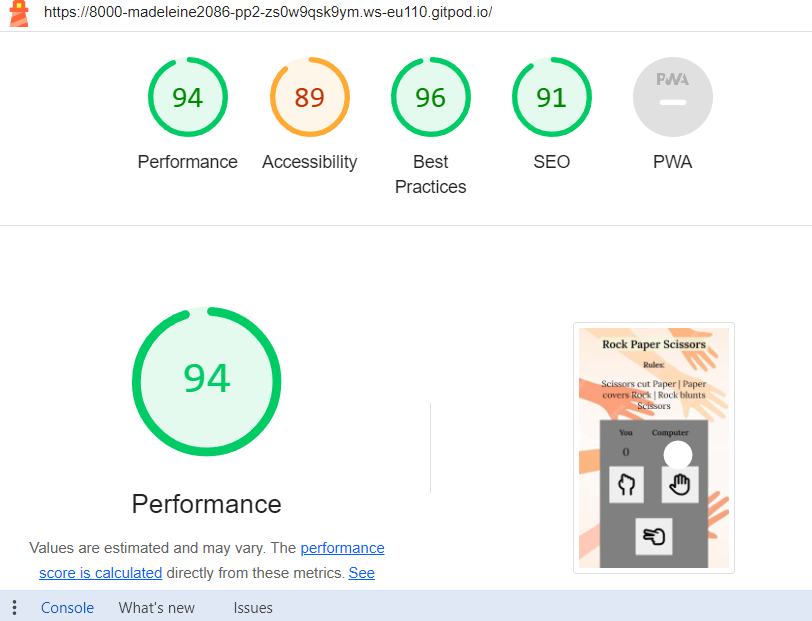 https://8000-madeleine2086-pp2-zs0w9qsk9ym.ws-eu110.gitpod.io/
94
89
96
91
PWA
Performance
Accessibility
Best
Practices
SEO
PWA
94
Performance
Values are estimated and may vary. The performance
score is calculated directly from these metrics. See
Rock Paper Scissors
Rules:
Scissors cut Paper | Paper
covers Rock | Rock blunts
Scissors
You Computer
0
Console What's new Issues